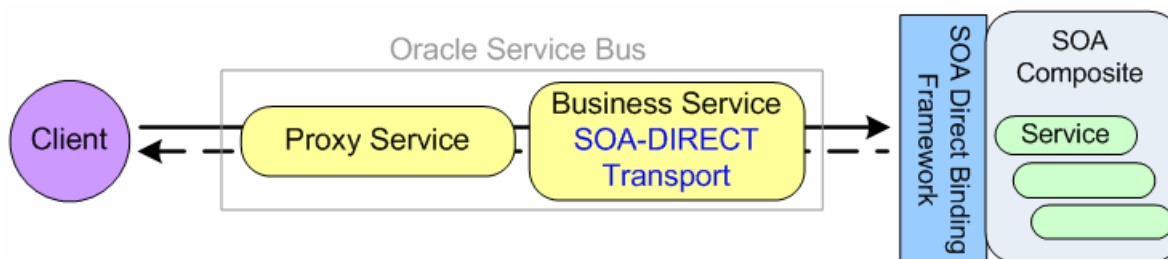 Oracle Service Bus
Client
Proxy Service
Business Service
SOA-DIRECT
Transport
SOA Direct Binding
Framework
SOA
Composite
Service